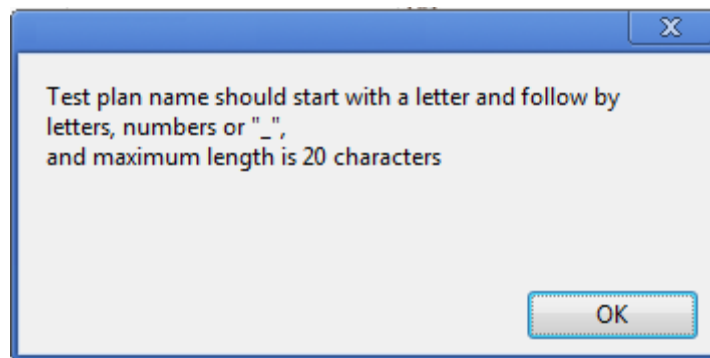 Test plan name should start with a letter and follow by
letters, numbers or "_",
and maximum length is 20 characters
OK